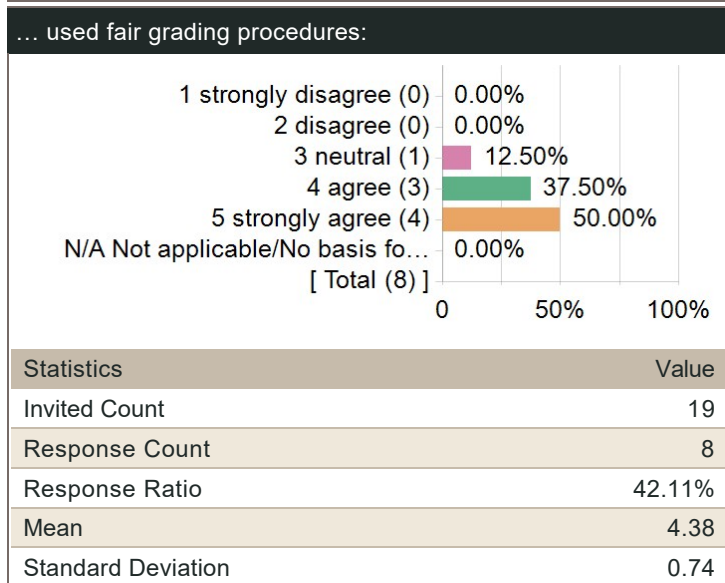 ... used fair grading procedures:
1 strongly disagree (0) 0.00%
2 disagree (0) 0.00%
3 neutral (1) 12.50%
4 agree (3) 37.50%
5 strongly agree (4) 50.00%
N/A Not applicable/No basis fo... 0.00%
[ Total (8) ]
0 50% 100%
Statistics Value
Invited Count 19
Response Count 8
Response Ratio 42.11%
Mean 4.38
Standard Deviation 0.74